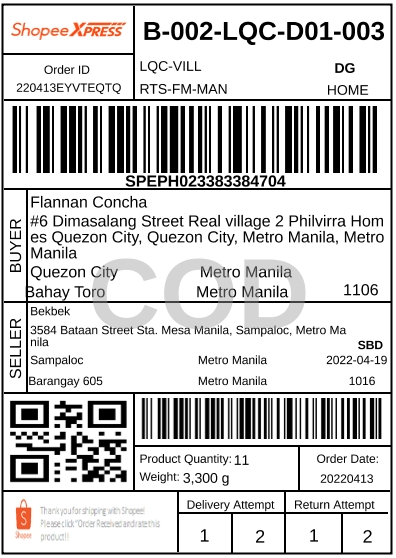 Shopee XPRESS
B-002-LQC-D01-003
Order ID
220413EYVTEQTQ
LQC-VILL
DG
RTS-FM-MAN
HOME
SPEPH023383384704
BUYER
Flannan Concha
#6 Dimasalang Street Real village 2 Philvirra Hom
es Quezon City, Quezon City, Metro Manila, Metro
Manila
Quezon City Metro Manila
Bahay Toro Metro Manila 1106
COD
SELLER
Bekbek
3584 Bataan Street Sta. Mesa Manila, Sampaloc, Metro Ma
nila
SBD
Sampaloc Metro Manila 2022-04-19
Barangay 605 Metro Manila 1016
Product Quantity: 11
Weight: 3,300 g
Order Date:
20220413
Shopee
Thank you for shipping with Shopee!
Please click "Order Received and rate this
product!!
Delivery Attempt
Return Attempt
1 2 1 2